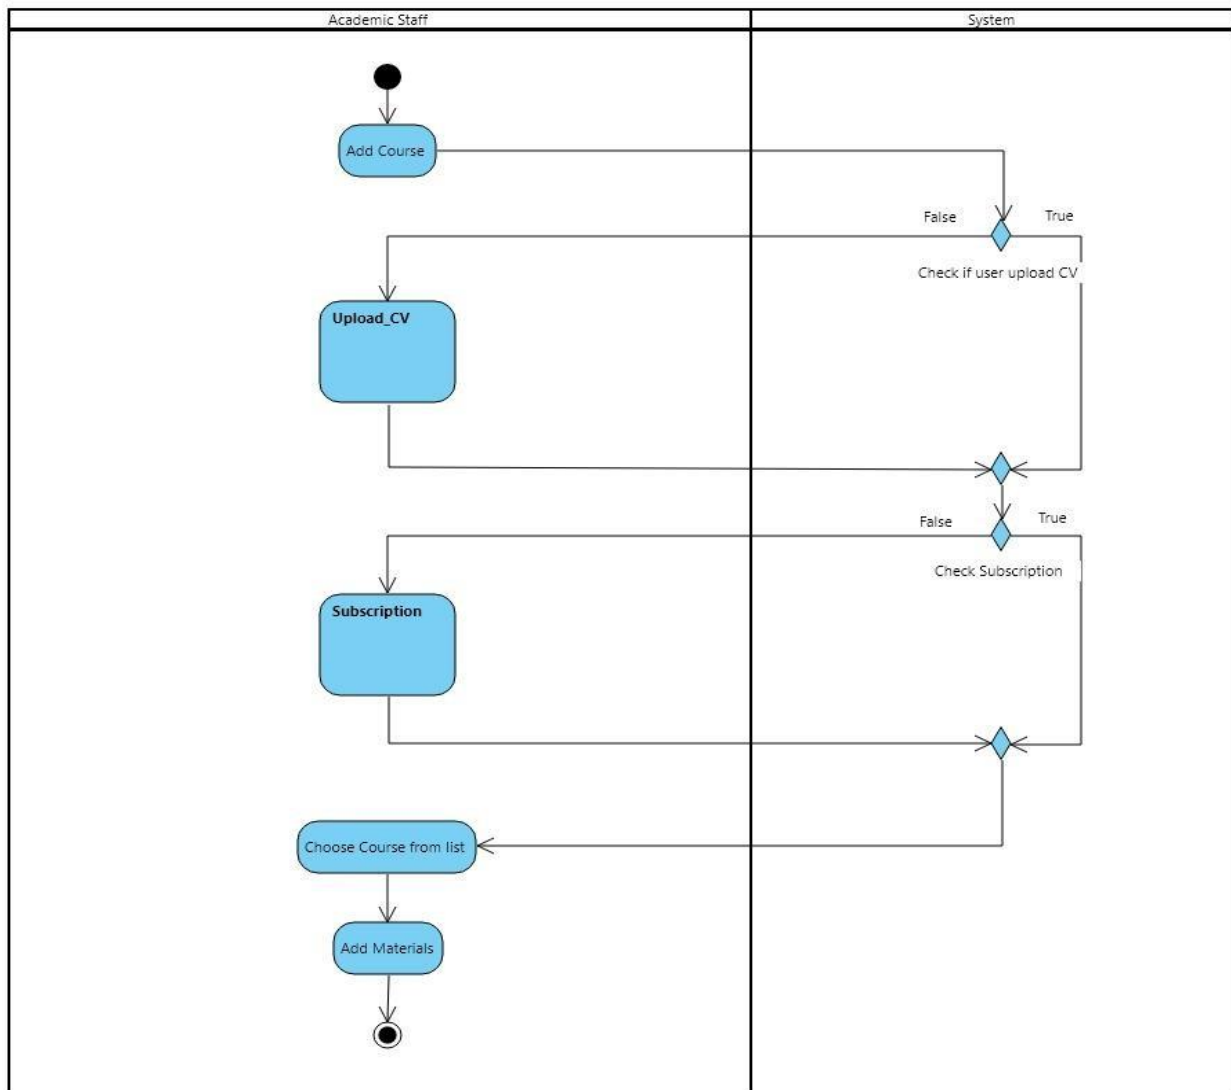 Academic Staff
System
Add Course
False
True
Check if user upload CV
Upload_CV
False
True
Check Subscription
Subscription
Choose Course from list
Add Materials